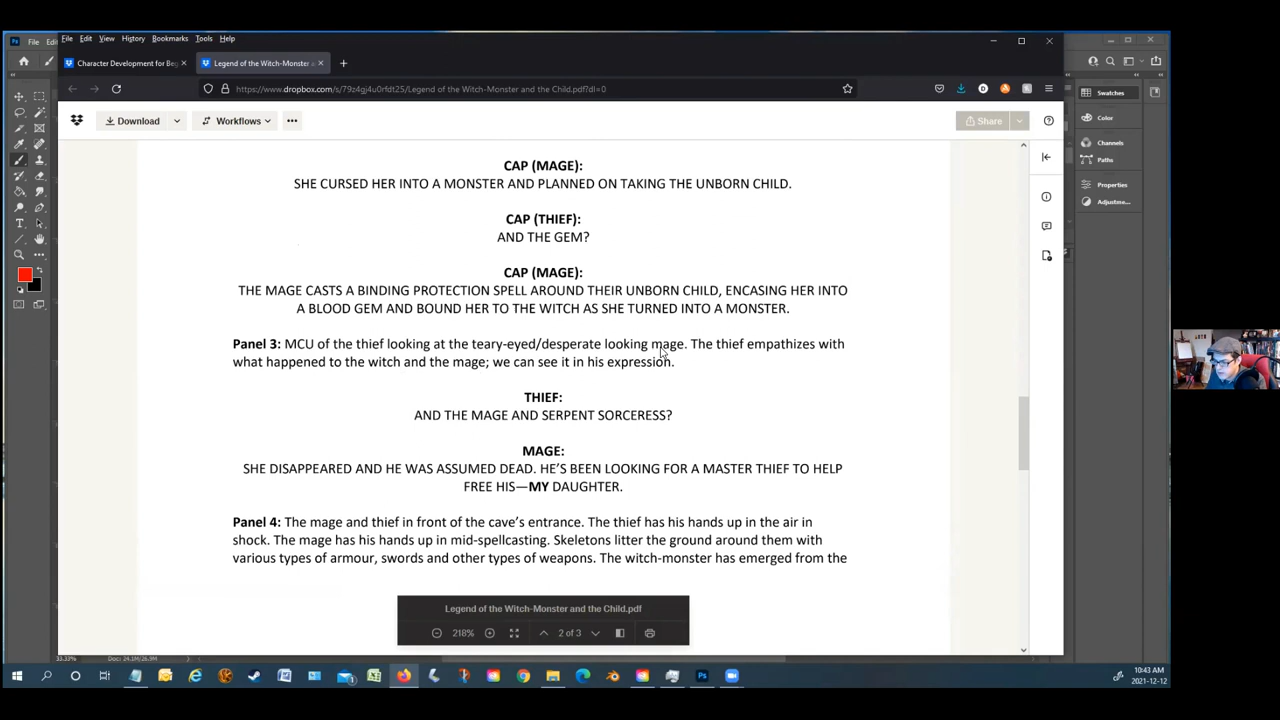 File Edi
File Edit View History Bookmarks Tools Help
Character Development for Beg
Legend of the Witch-Monster a
https://www.dropbox.com/s/79z4gj4u0rfdt25/Legend of the Witch-Monster and the Child.pdf?dl=0
Download
Workflows
Share
CAP (MAGE):
SHE CURSED HER INTO A MONSTER AND PLANNED ON TAKING THE UNBORN CHILD.
CAP (THIEF):
AND THE GEM?
CAP (MAGE):
THE MAGE CASTS A BINDING PROTECTION SPELL AROUND THEIR UNBORN CHILD, ENCASING HER INTO
A BLOOD GEM AND BOUND HER TO THE WITCH AS SHE TURNED INTO A MONSTER.
Panel 3: MCU of the thief looking at the teary-eyed/desperate looking mage. The thief empathizes with
what happened to the witch and the mage; we can see it in his expression.
THIEF:
AND THE MAGE AND SERPENT SORCERESS?
MAGE:
SHE DISAPPEARED AND HE WAS ASSUMED DEAD. HE'S BEEN LOOKING FOR A MASTER THIEF TO HELP
FREE HIS—MY DAUGHTER.
Panel 4: The mage and thief in front of the cave's entrance. The thief has his hands up in the air in
shock. The mage has his hands up in mid-spellcasting. Skeletons litter the ground around them with
various types of armour, swords and other types of weapons. The witch-monster has emerged from the
Legend of the Witch-Monster and the Child.pdf
218%
2 of 3
Swatches
Color
Channels
Paths
Properties
Adjustme...
33.33%
Doc: 24.1M/26.9M
10:43 AM
2021-12-12